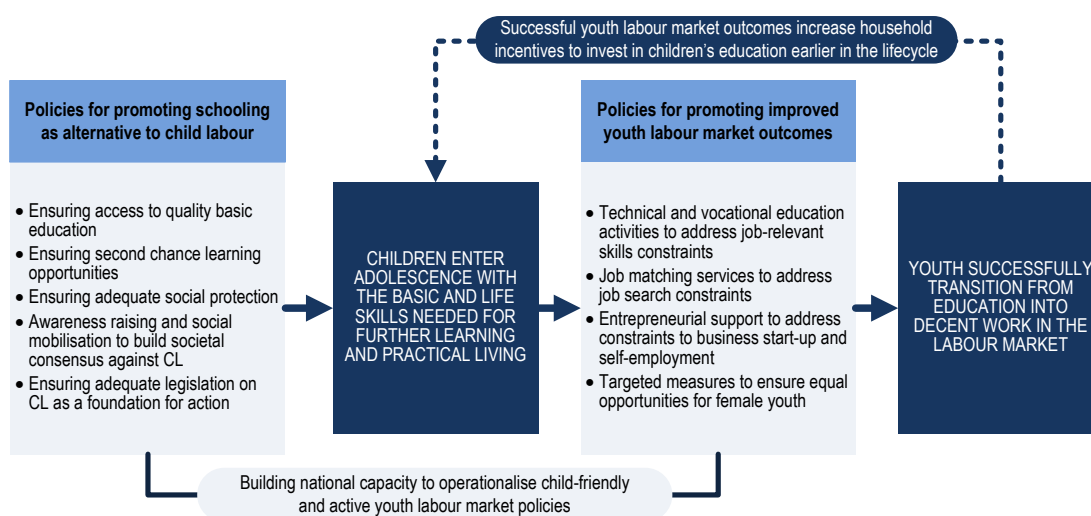 Successful youth labour market outcomes increase household
incentives to invest in children's education earlier in the lifecycle
Policies for promoting schooling
as alternative to child labour
• Ensuring access to quality basic
education
• Ensuring second chance learning
opportunities
• Ensuring adequate social protection
• Awareness raising and social
mobilisation to build societal
consensus against CL
• Ensuring adequate legislation on
CL as a foundation for action
CHILDREN ENTER
ADOLESCENCE WITH
THE BASIC AND LIFE
SKILLS NEEDED FOR
FURTHER LEARNING
AND PRACTICAL LIVING
Policies for promoting improved
youth labour market outcomes
• Technical and vocational education
activities to address job-relevant
skills constraints
• Job matching services to address
job search constraints
• Entrepreneurial support to address
constraints to business start-up and
self-employment
• Targeted measures to ensure equal
opportunities for female youth
YOUTH SUCCESSFULLY
TRANSITION FROM
EDUCATION INTO
DECENT WORK IN THE
LABOUR MARKET
Building national capacity to operationalise child-friendly
and active youth labour market policies